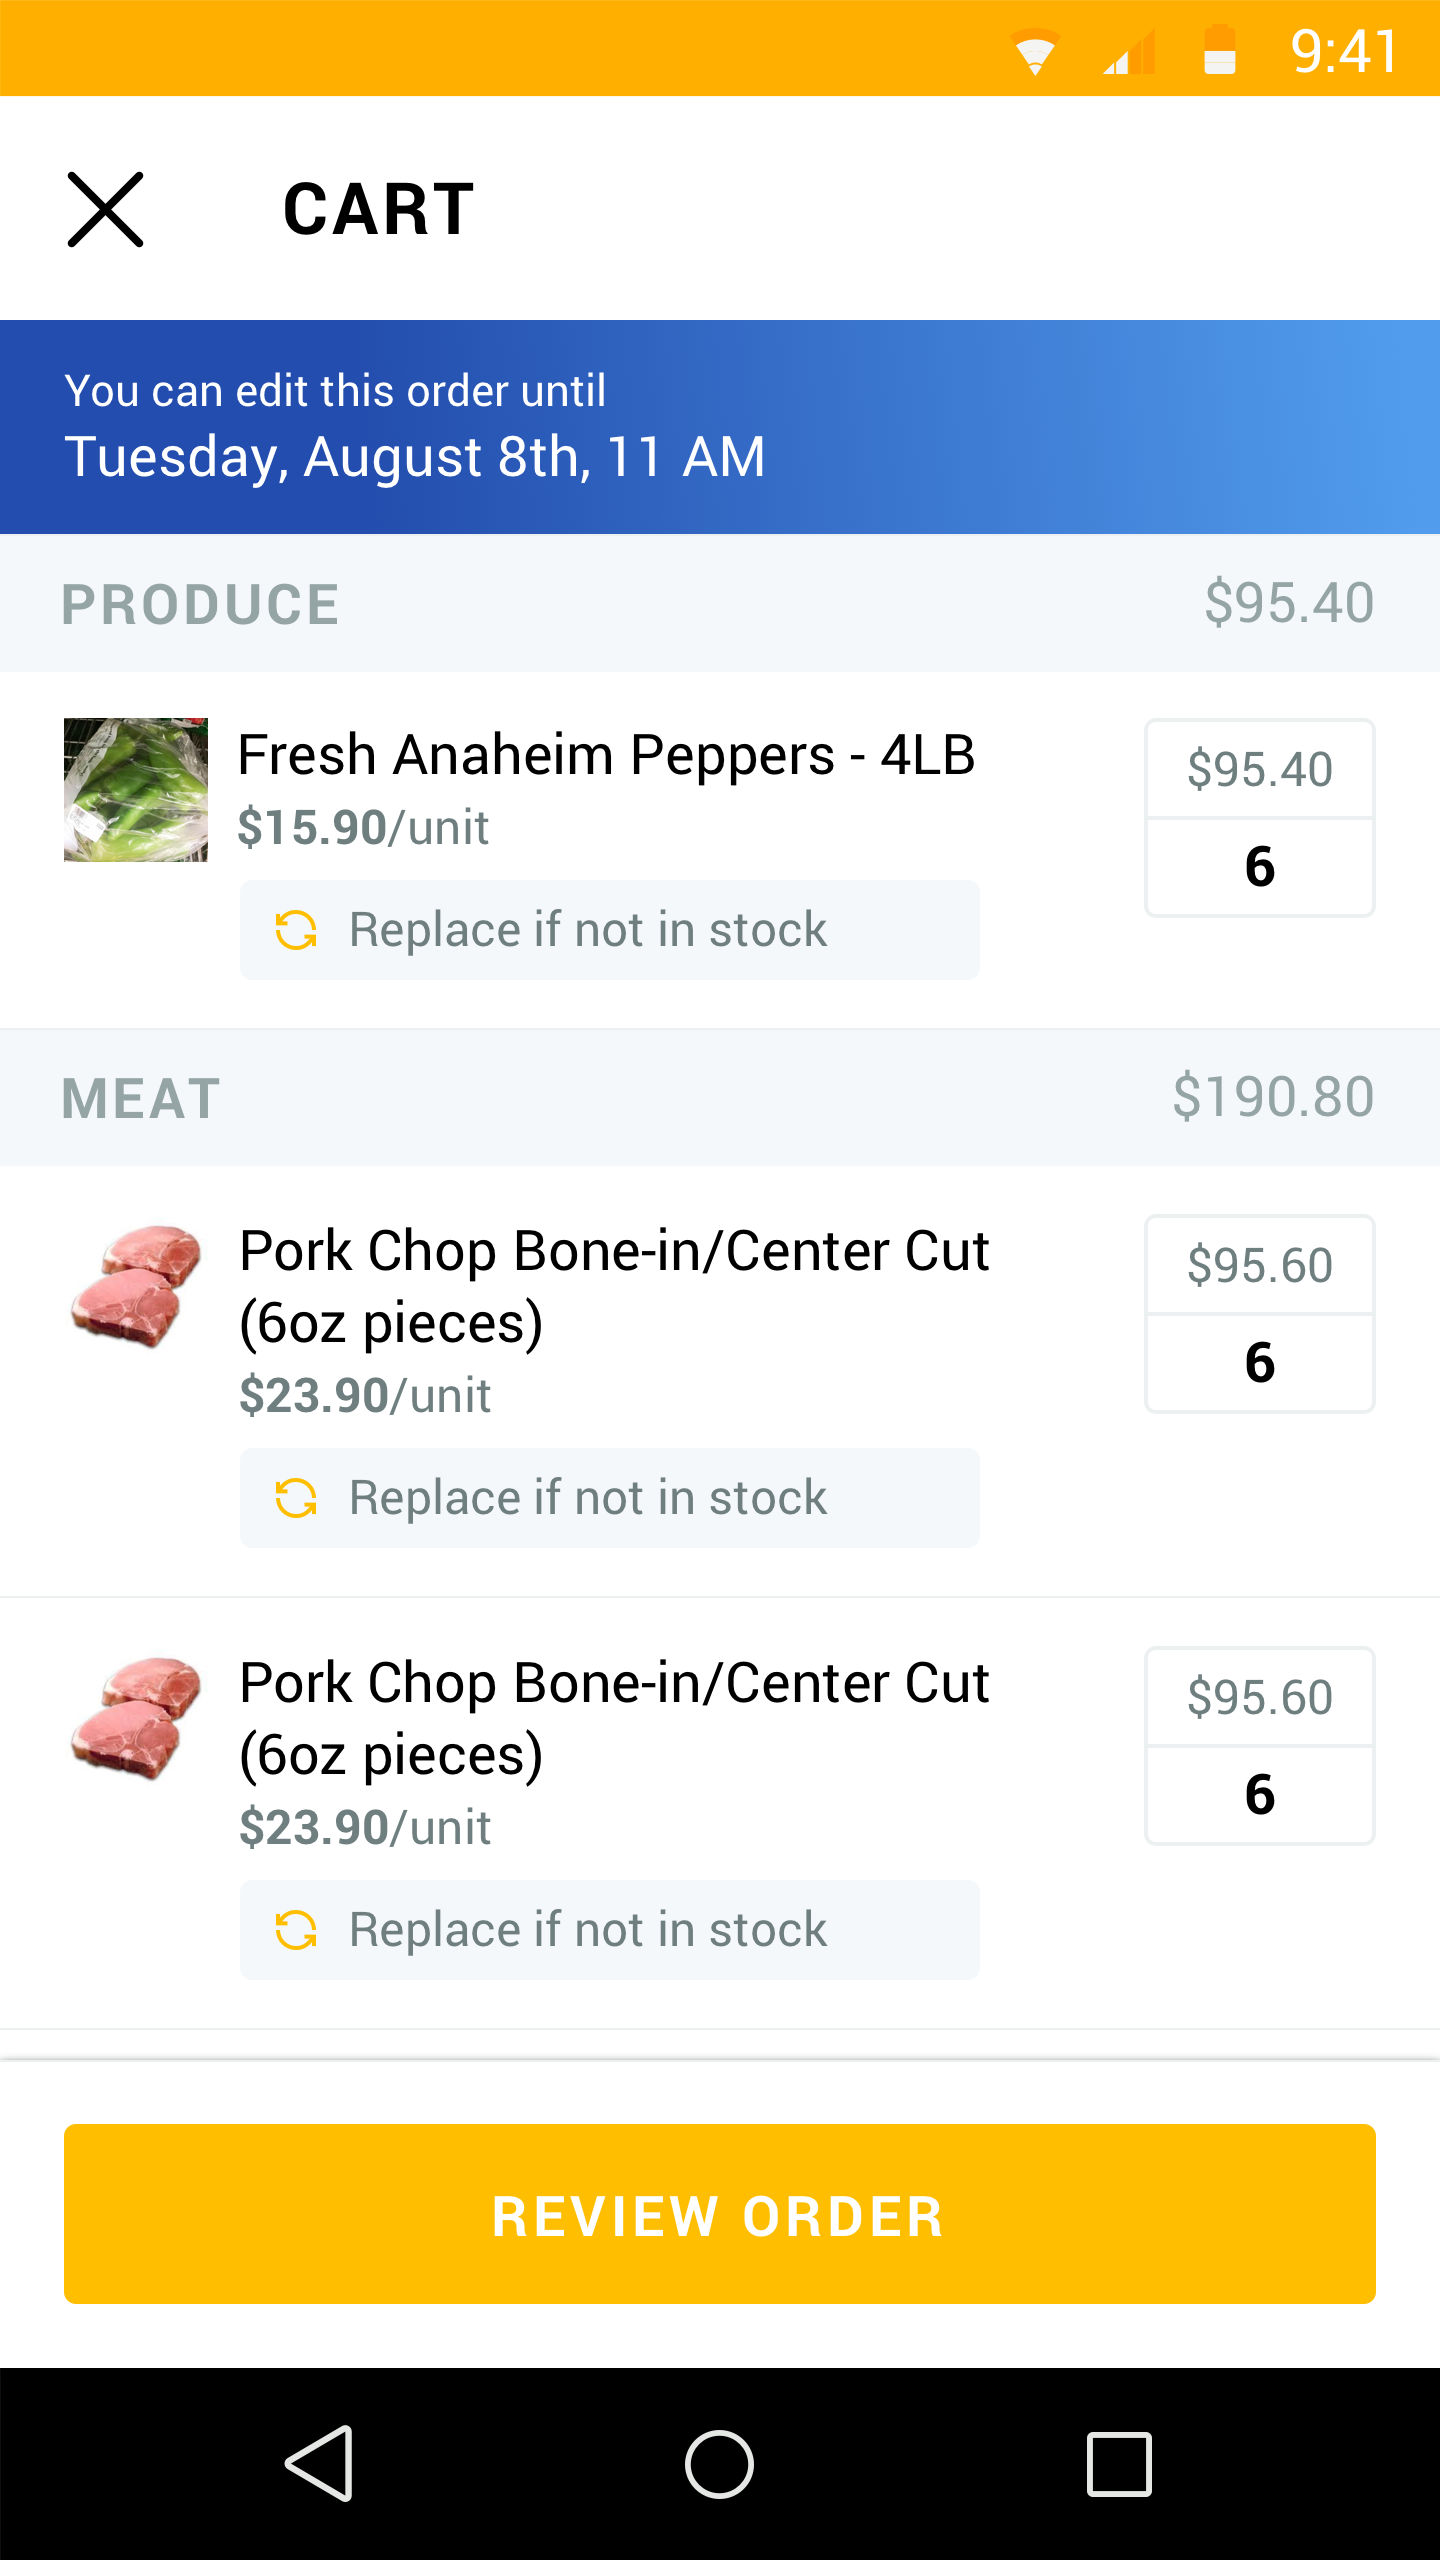 9:41
CART
You can edit this order until
Tuesday, August 8th, 11 AM
PRODUCE $95.40
Fresh Anaheim Peppers - 4LB
$15.90/unit
$95.40
6
Replace if not in stock
MEAT $190.80
Pork Chop Bone-in/Center Cut
(6oz pieces)
$23.90/unit
$95.60
6
Replace if not in stock
Pork Chop Bone-in/Center Cut
(6oz pieces)
$23.90/unit
$95.60
6
Replace if not in stock
REVIEW ORDER